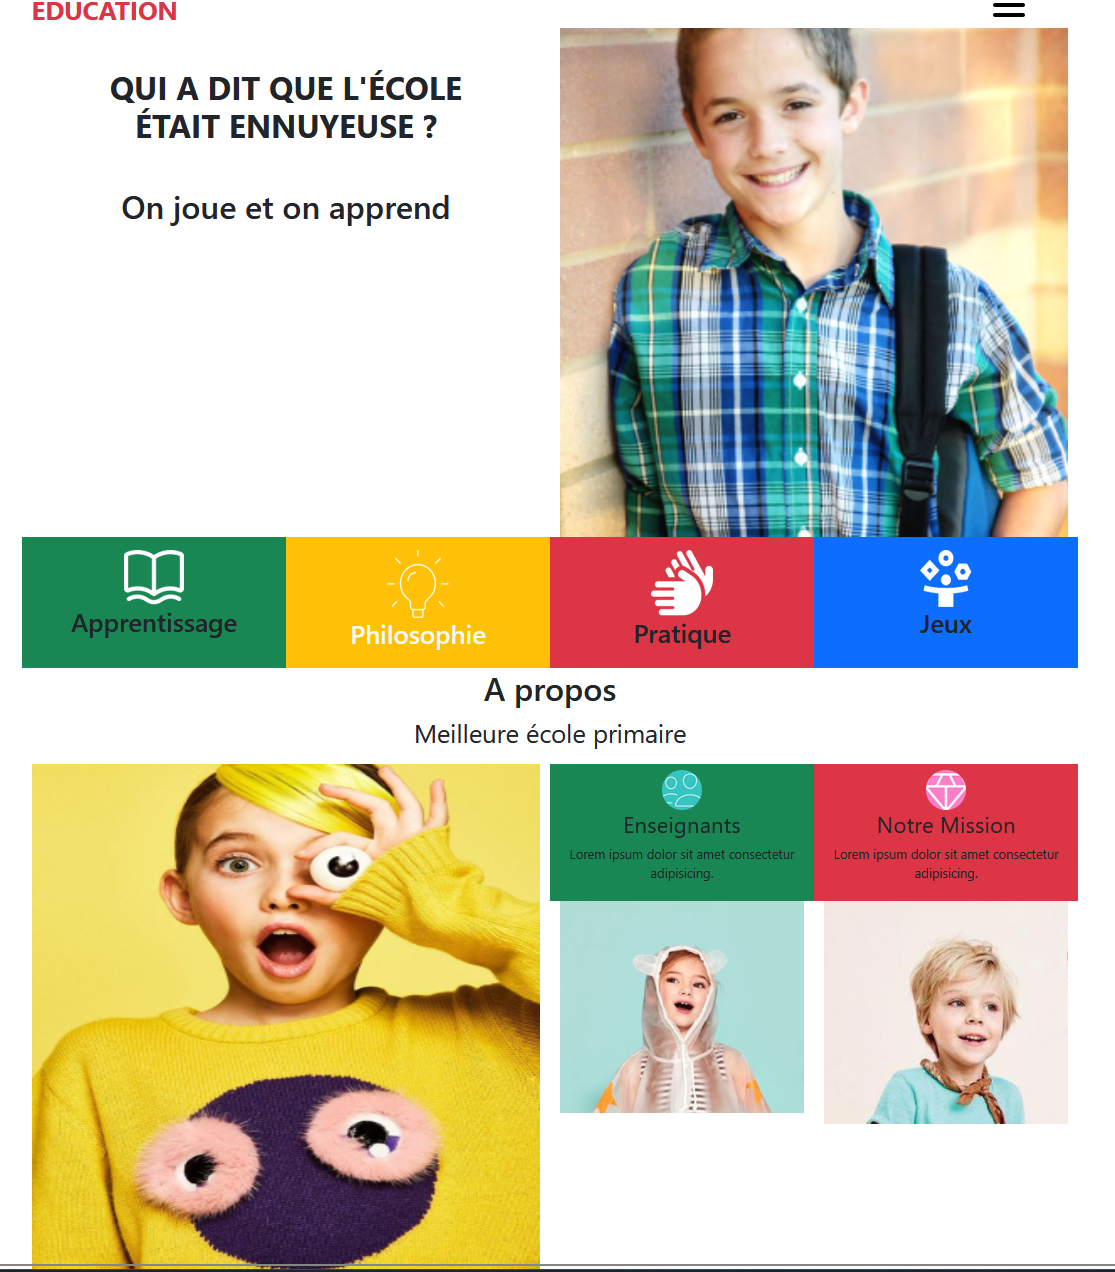 EDUCATION
QUI A DIT QUE L'ÉCOLE
ÉTAIT ENNUYEUSE ?
On joue et on apprend
Apprentissage
Philosophie
Pratique
Jeux
A propos
Meilleure école primaire
Enseignants
Lorem ipsum dolor sit amet consectetur
adipisicing.
Notre Mission
Lorem ipsum dolor sit amet consectetur
adipisicing.